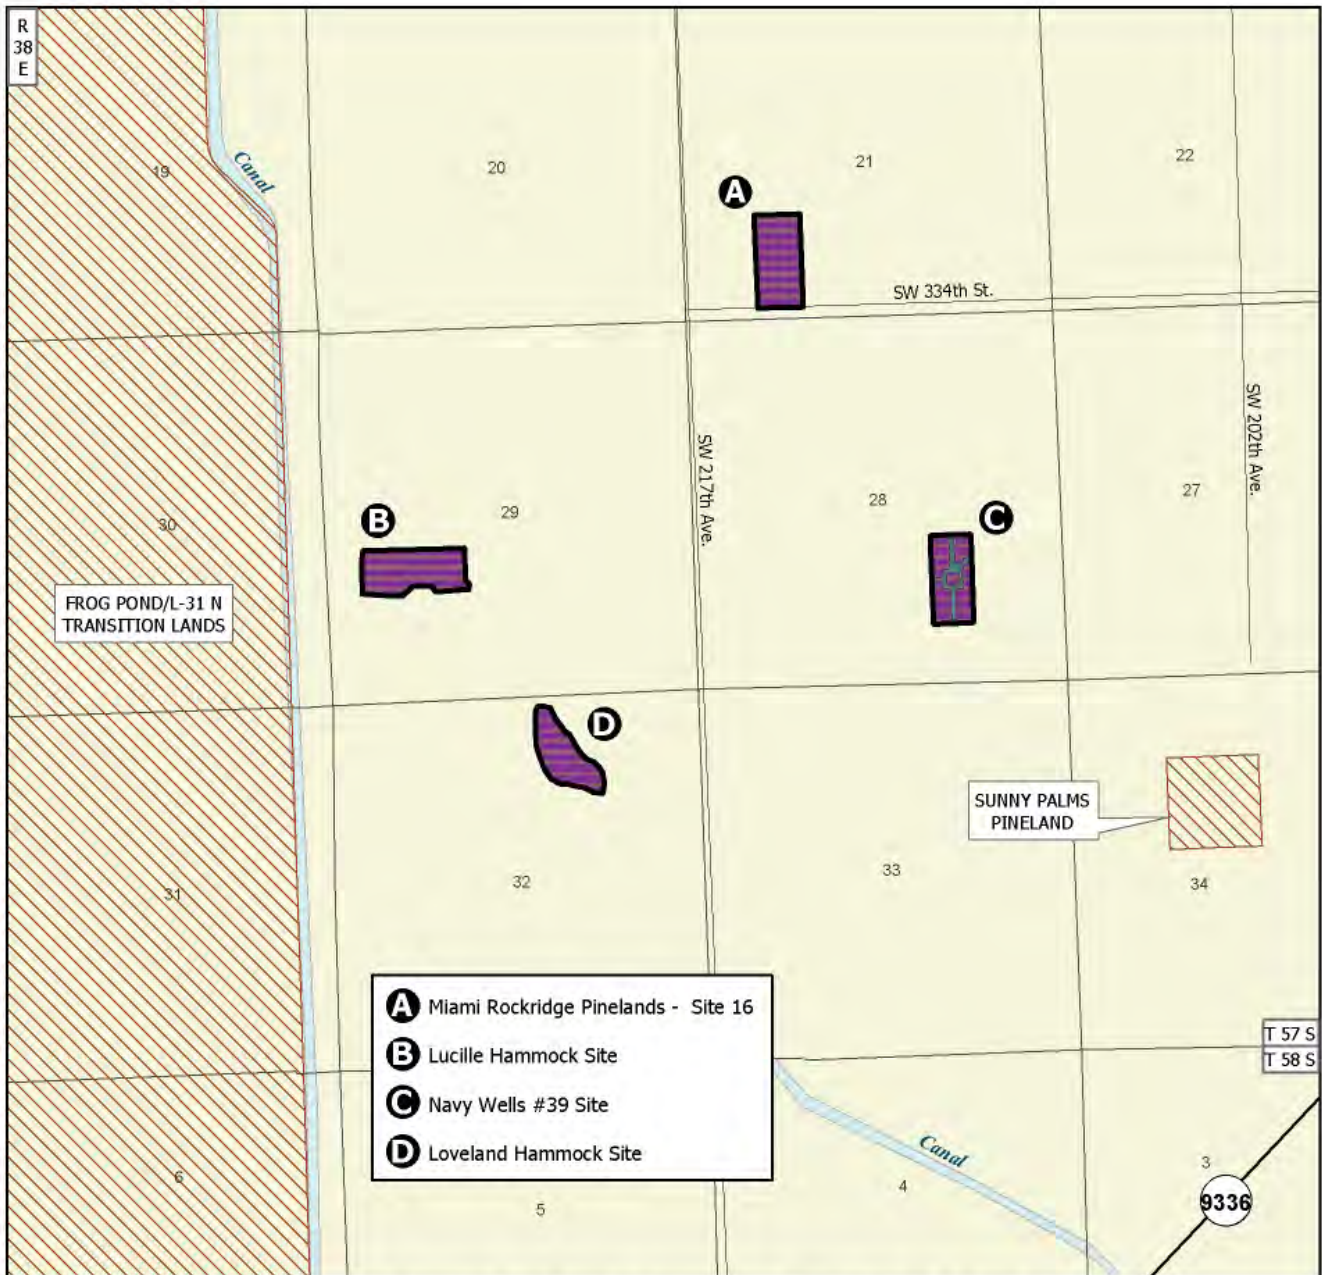 R
38
E
19
Canal
20
21
22
A
SW 334th St.
SW 217th Ave.
SW 202th Ave.
30
B
29
28
C
27
FROG POND/L-31 N
TRANSITION LANDS
D
SUNNY PALMS
PINELAND
31
32
33
34
A Miami Rockridge Pinelands - Site 16
B Lucille Hammock Site
C Navy Wells #39 Site
D Loveland Hammock Site
T 57 S
T 58 S
Canal
6
5
4
3
9336